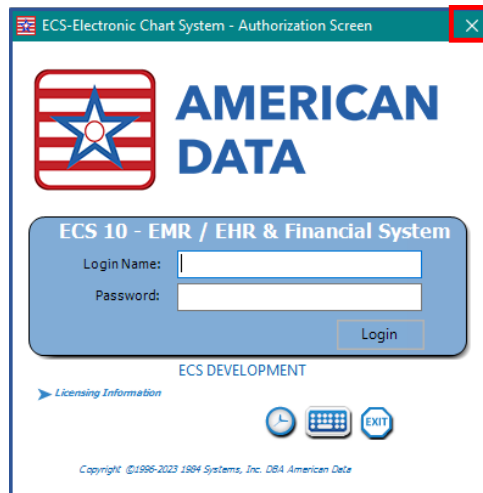 ECS-Electronic Chart System - Authorization Screen
AMERICAN
DATA
ECS 10 - EMR / EHR & Financial System
Login Name:
Password:
Login
ECS DEVELOPMENT
Licensing Information
EXIT
Copyright ©1996-2023 1984 Systems, Inc. DBA American Data